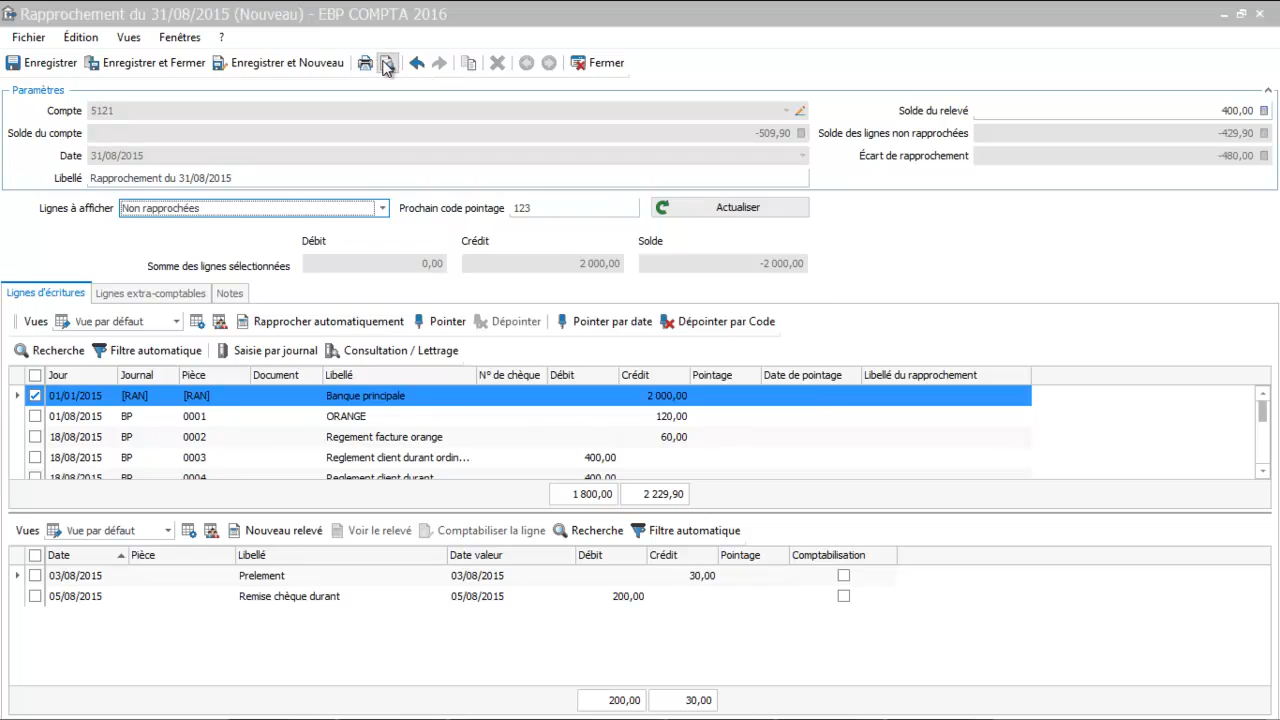 Rapprochement du 31/08/2015 (Nouveau) - EBP COMPTA 2016
Fichier Édition Vues Fenêtres ?
Enregistrer Enregistrer et Fermer Enregistrer et Nouveau Fermer
Paramètres
Compte 5121 Solde du relevé 400,00
Solde du compte -509,90 Solde des lignes non rapprochées -429,90
Date 31/08/2015 Écart de rapprochement -480,00
Libellé Rapprochement du 31/08/2015
Lignes à afficher Non rapprochées Prochain code pointage 123 Actualiser
Débit Crédit Solde
Somme des lignes sélectionnées 0,00 2 000,00 -2 000,00
Lignes d'écritures Lignes extra-comptables Notes
Vues Vue par défaut Rapprocher automatiquement Pointer Dépointer Pointer par date Dépointer par Code
Recherche Filtre automatique Saisie par journal Consultation / Lettrage
Jour Journal Pièce Document Libellé N° de chèque Débit Crédit Pointage Date de pointage Libellé du rapprochement
01/01/2015 [RAN] [RAN] Banque principale 2 000,00
01/08/2015 BP 0001 ORANGE 120,00
18/08/2015 BP 0002 Regement facture orange 60,00
18/08/2015 BP 0003 Reglement client durant ordin... 400,00
18/08/2015 BP 0004 Reglement client durant 400,00
1 800,00 2 229,90
Vues Vue par défaut Nouveau relevé Voir le relevé Comptabiliser la ligne Recherche Filtre automatique
Date Pièce Libellé Date valeur Débit Crédit Pointage Comptabilisation
03/08/2015 Prelement 03/08/2015 30,00
05/08/2015 Remise chèque durant 05/08/2015 200,00
200,00 30,00